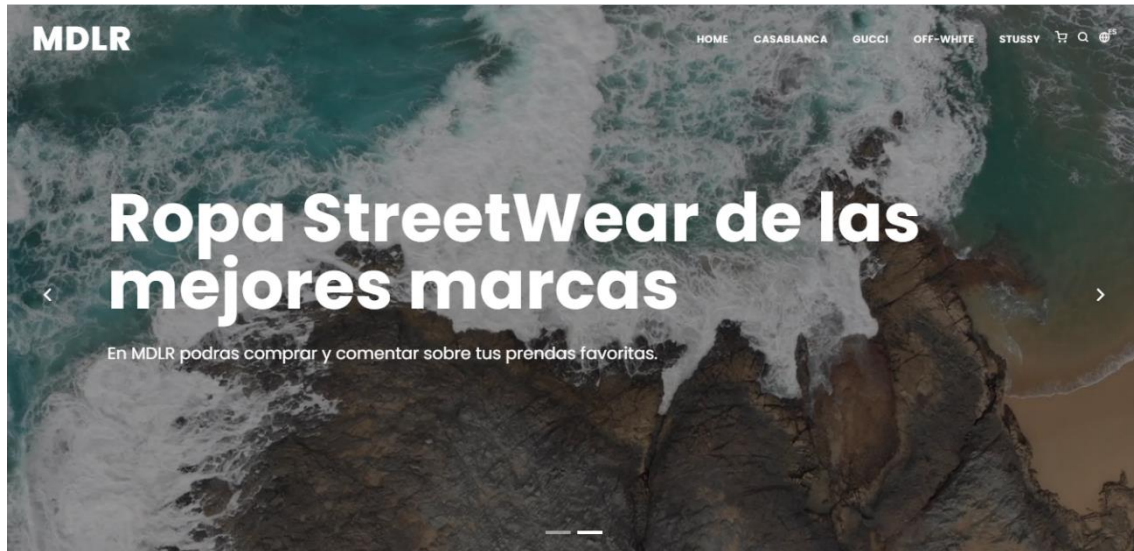 MDLR
HOME CASABLANCA GUCCI OFF-WHITE STUSSY ES
Ropa StreetWear de las
mejores marcas
En MDLR podras comprar y comentar sobre tus prendas favoritas.